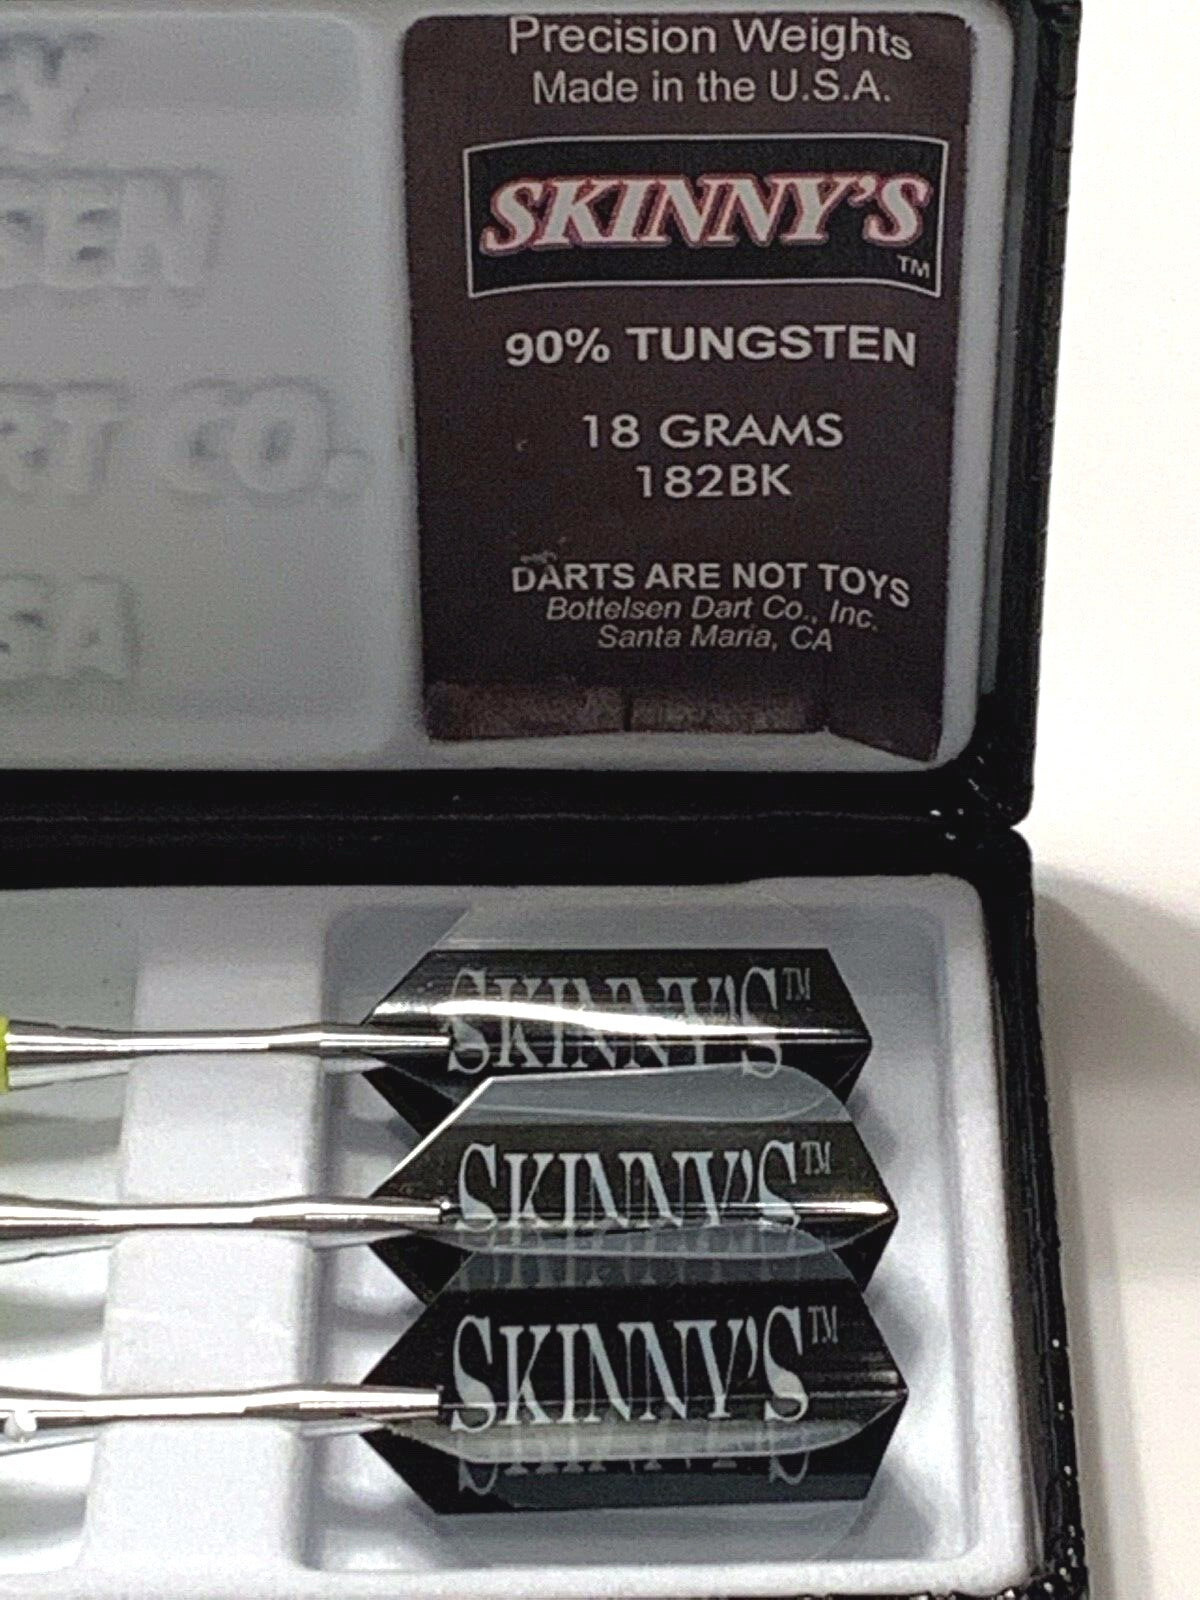 Precision Weights
Made in the U.S.A.
SKINNY'S
TM
90% TUNGSTEN
18 GRAMS
182BK
DARTS ARE NOT TOYS
Bottelsen Dart Co., Inc.
Santa Maria, CA
CO.
SKINNY'S TM
SKINNY'S TM
SKINNY'S TM